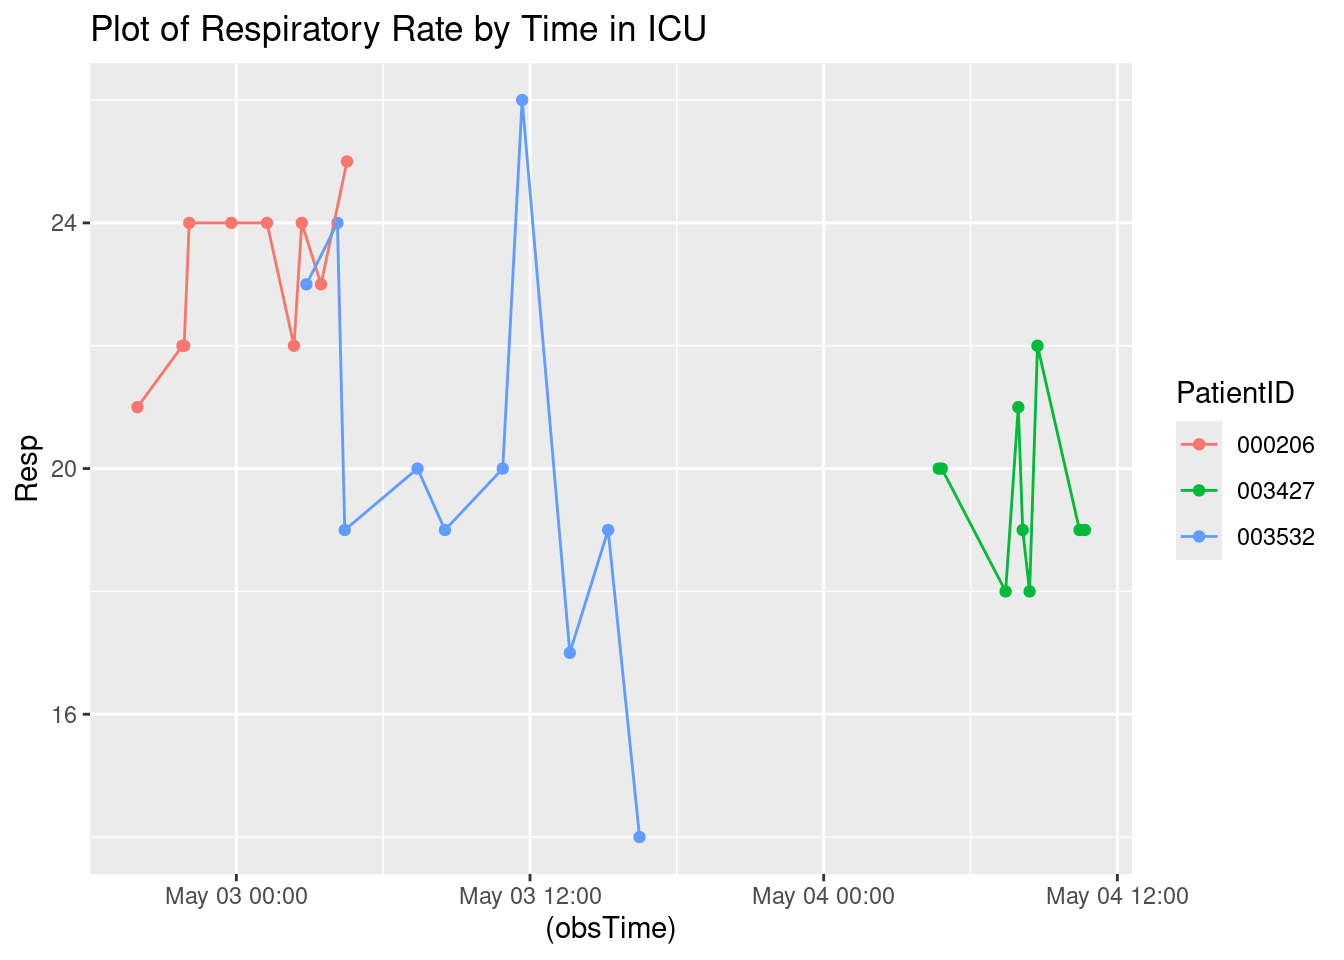 Plot of Respiratory Rate by Time in ICU
Resp
24
20
16
May 03 00:00
May 03 12:00
May 04 00:00
May 04 12:00
(obsTime)
PatientID
000206
003427
003532